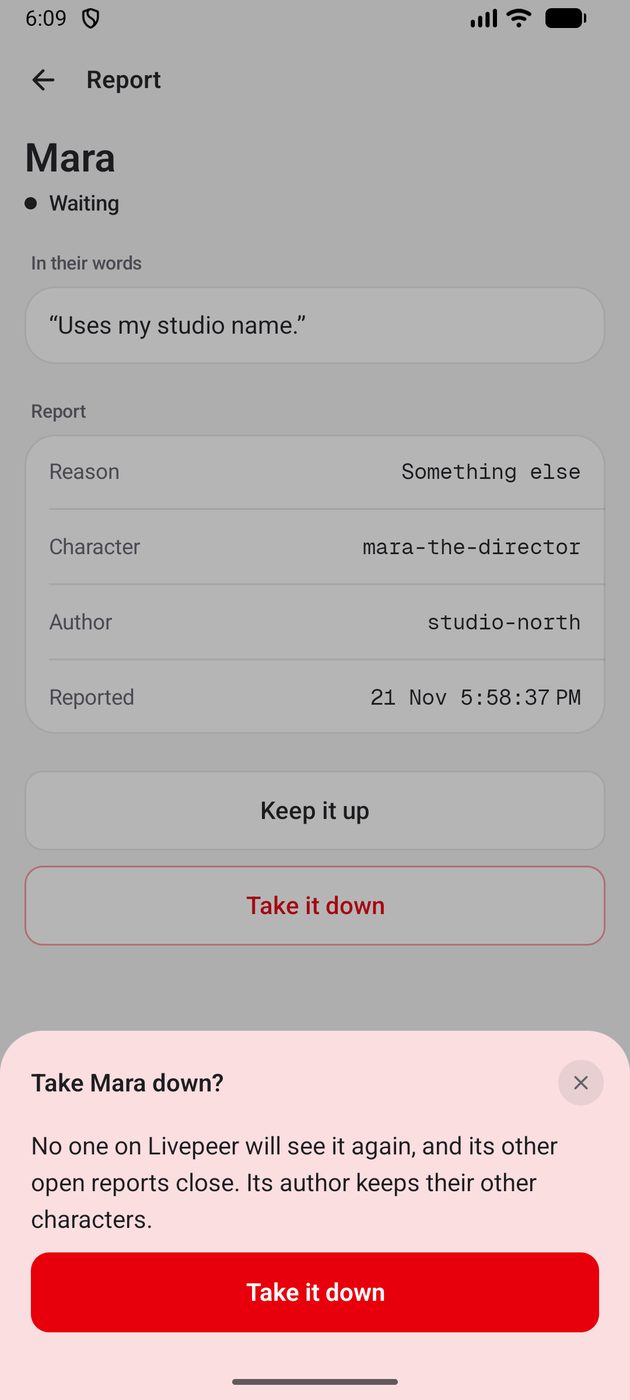 6:09
Report
Mara
Waiting
In their words
“Uses my studio name.”
Report
Reason Something else
Character mara-the-director
Author studio-north
Reported 21 Nov 5:58:37 PM
Keep it up
Take it down
Take Mara down?
No one on Livepeer will see it again, and its other
open reports close. Its author keeps their other
characters.
Take it down